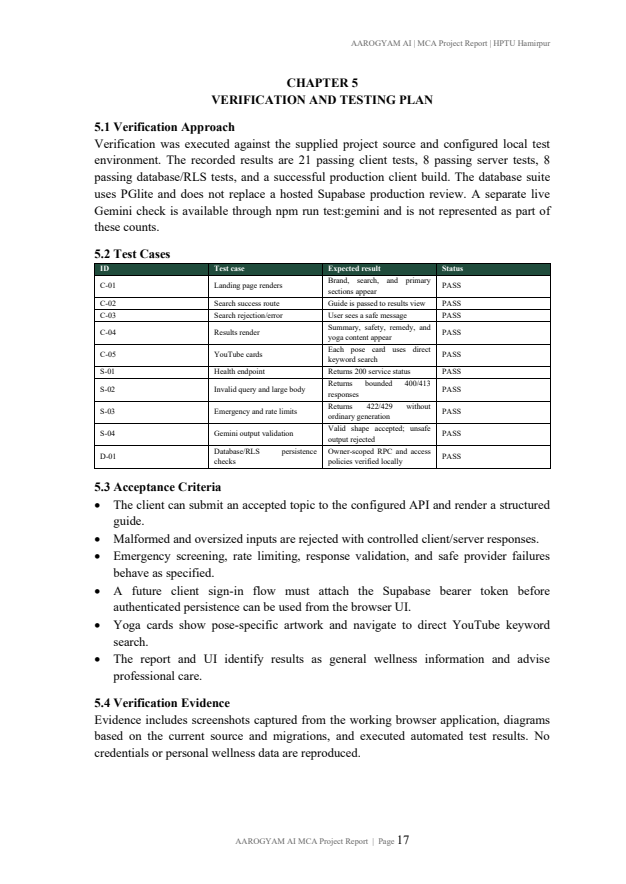 AAROGYAM AI | MCA Project Report | HPTU Hamirpur
CHAPTER 5
VERIFICATION AND TESTING PLAN
5.1 Verification Approach
Verification was executed against the supplied project source and configured local test
environment. The recorded results are 21 passing client tests, 8 passing server tests, 8
passing database/RLS tests, and a successful production client build. The database suite
uses PGlite and does not replace a hosted Supabase production review. A separate live
Gemini check is available through npm run test:gemini and is not represented as part of
these counts.
5.2 Test Cases
ID Test case Expected result Status
C-01 Landing page renders Brand, search, and primary
sections appear PASS
C-02 Search success route Guide is passed to results view PASS
C-03 Search rejection/error User sees a safe message PASS
C-04 Results render Summary, safety, remedy, and
yoga content appear PASS
C-05 YouTube cards Each pose card uses direct
keyword search PASS
S-01 Health endpoint Returns 200 service status PASS
S-02 Invalid query and large body Returns bounded 400/413
responses PASS
S-03 Emergency and rate limits Returns 422/429 without
ordinary generation PASS
S-04 Gemini output validation Valid shape accepted; unsafe
output rejected PASS
D-01 Database/RLS persistence
checks Owner-scoped RPC and access
policies verified locally PASS
5.3 Acceptance Criteria
• The client can submit an accepted topic to the configured API and render a structured
guide.
• Malformed and oversized inputs are rejected with controlled client/server responses.
• Emergency screening, rate limiting, response validation, and safe provider failures
behave as specified.
• A future client sign-in flow must attach the Supabase bearer token before
authenticated persistence can be used from the browser UI.
• Yoga cards show pose-specific artwork and navigate to direct YouTube keyword
search.
• The report and UI identify results as general wellness information and advise
professional care.
5.4 Verification Evidence
Evidence includes screenshots captured from the working browser application, diagrams
based on the current source and migrations, and executed automated test results. No
credentials or personal wellness data are reproduced.
AAROGYAM AI MCA Project Report | Page 17